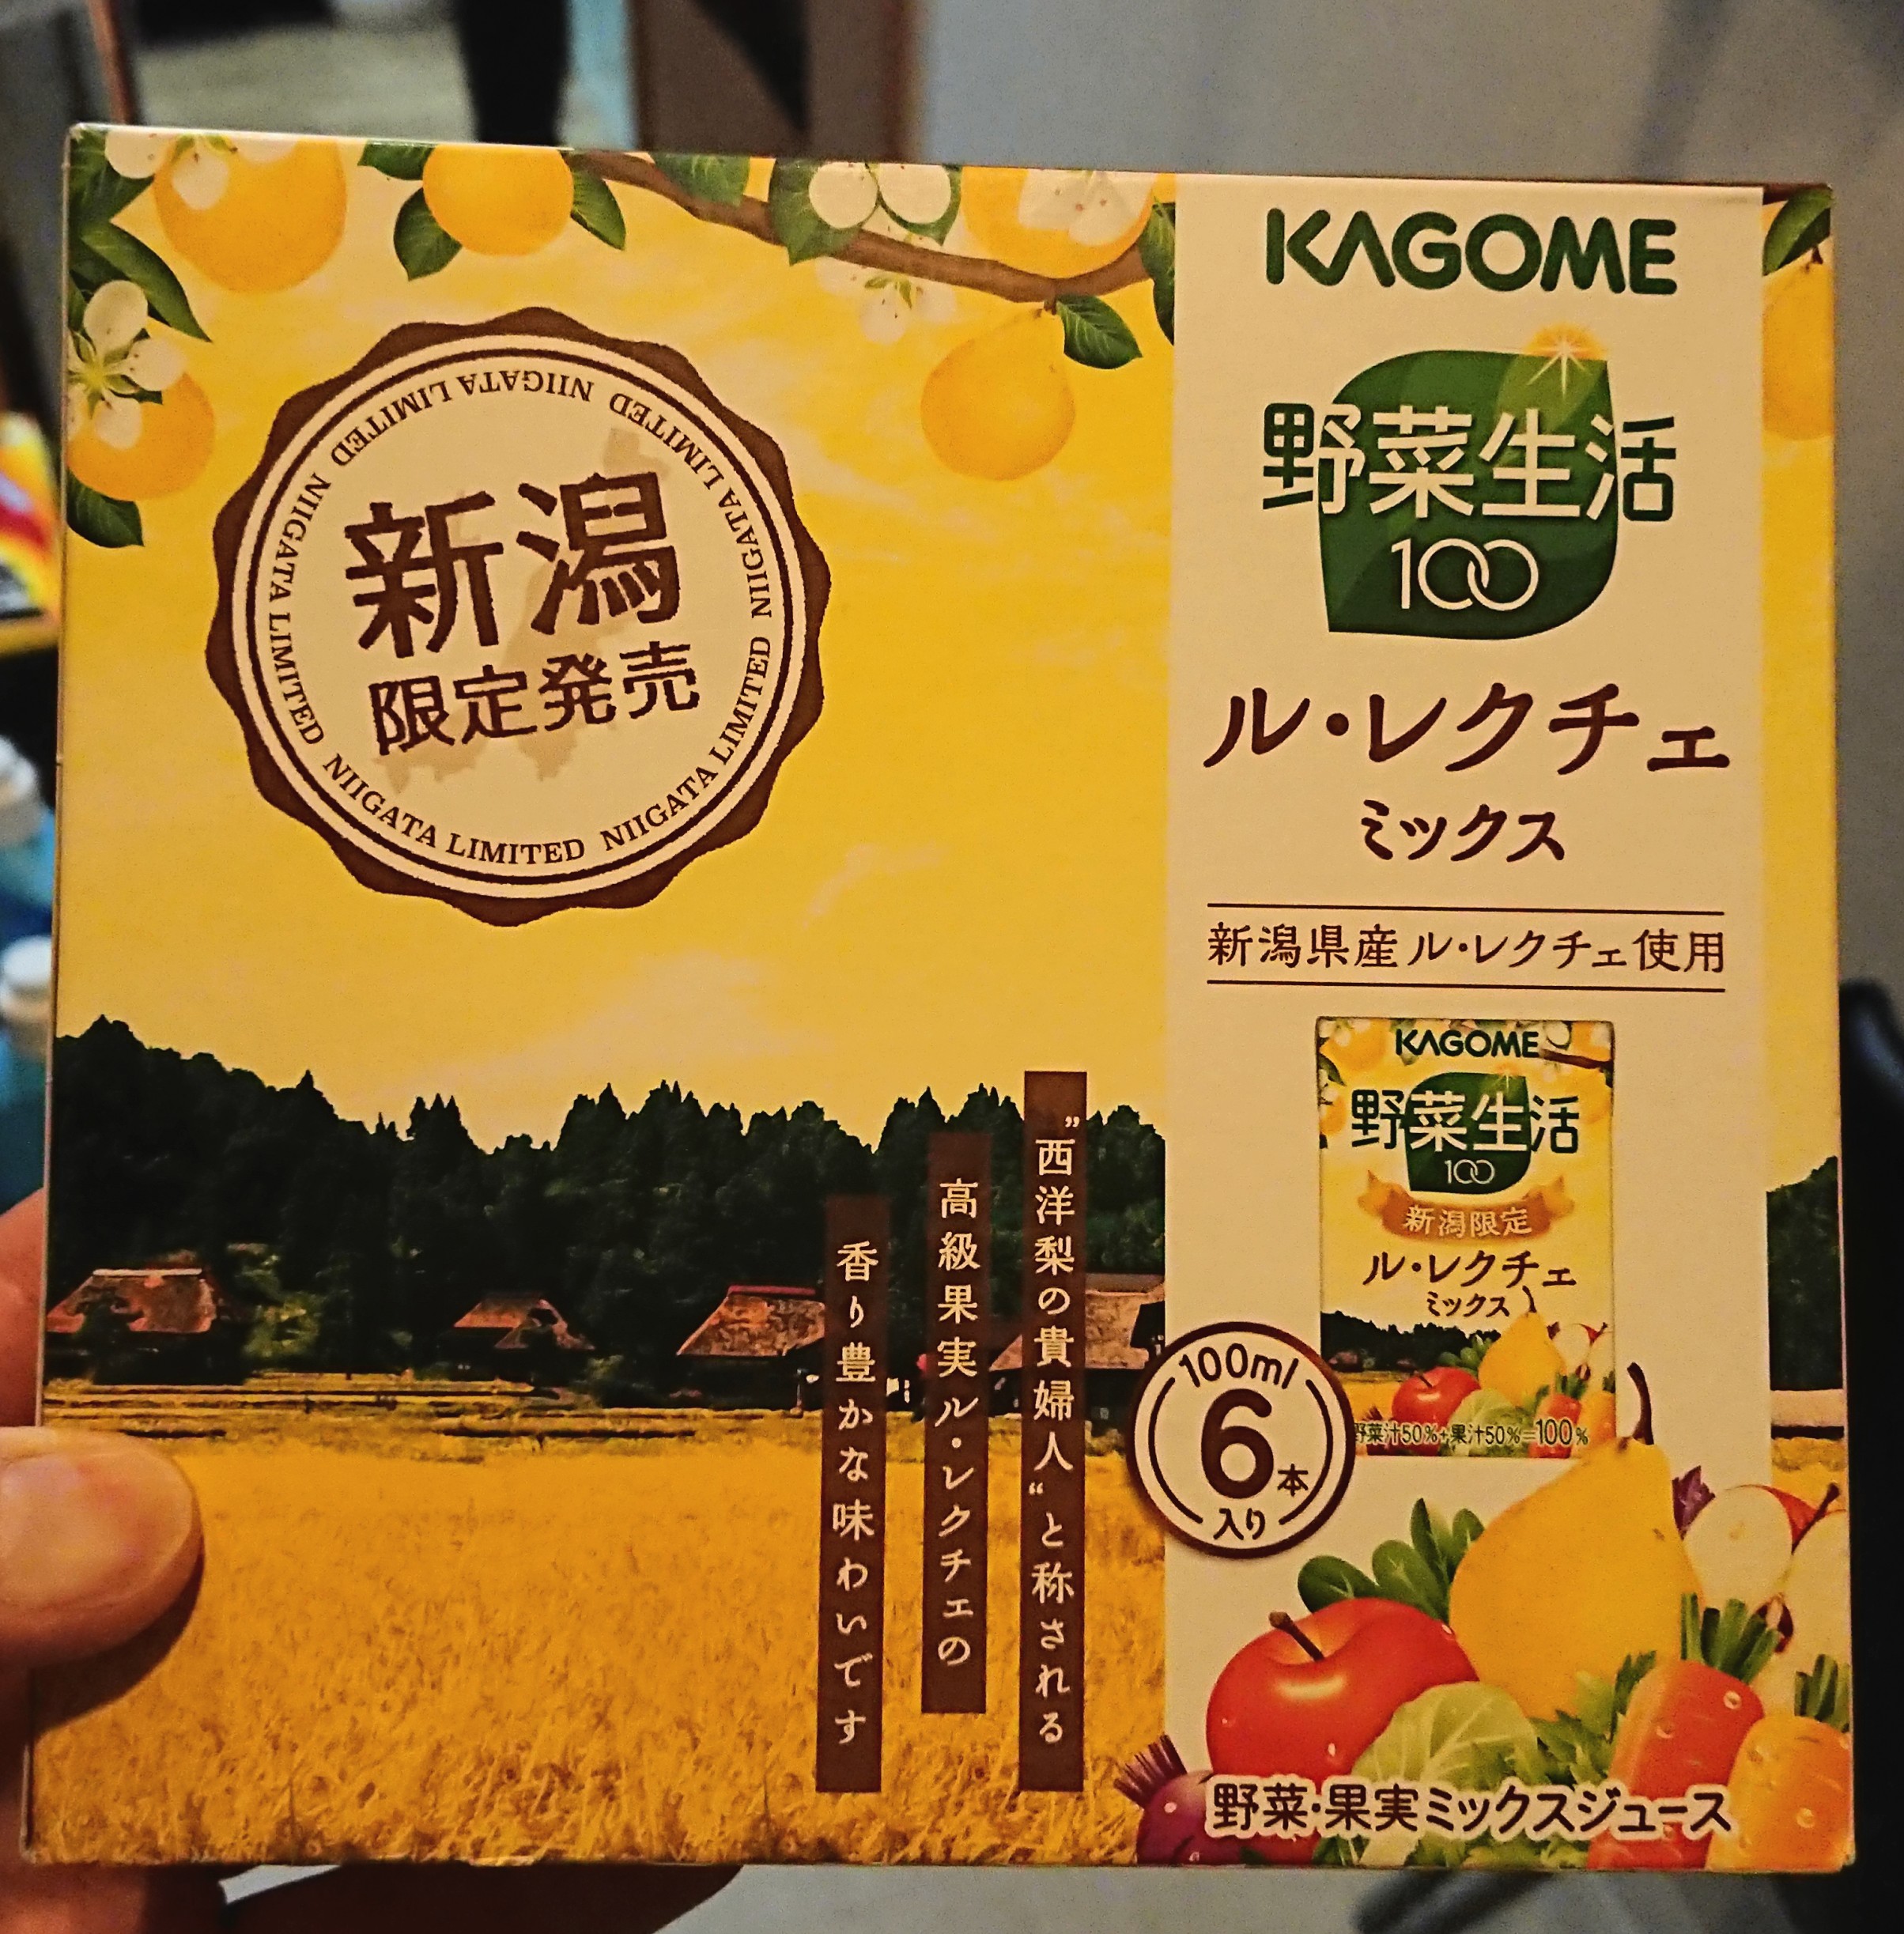 NIIGATA LIMITED NIIGATA LIMITED NIIGATA LIMITED NIIGATA LIMITED NIIGATA LIMITED NIIGATA LIMITED
新潟
限定発売
KAGOME
野菜生活
100
ル・レクチェ
ミックス
新潟県産ル・レクチェ使用
KAGOME
野菜生活
100
新潟限定
ル・レクチェ
ミックス
野菜汁50%+果汁50%=100%
100ml
6本
入り
”西洋梨の貴婦人“と称される
高級果実ル・レクチェの
香り豊かな味わいです
野菜・果実ミックスジュース